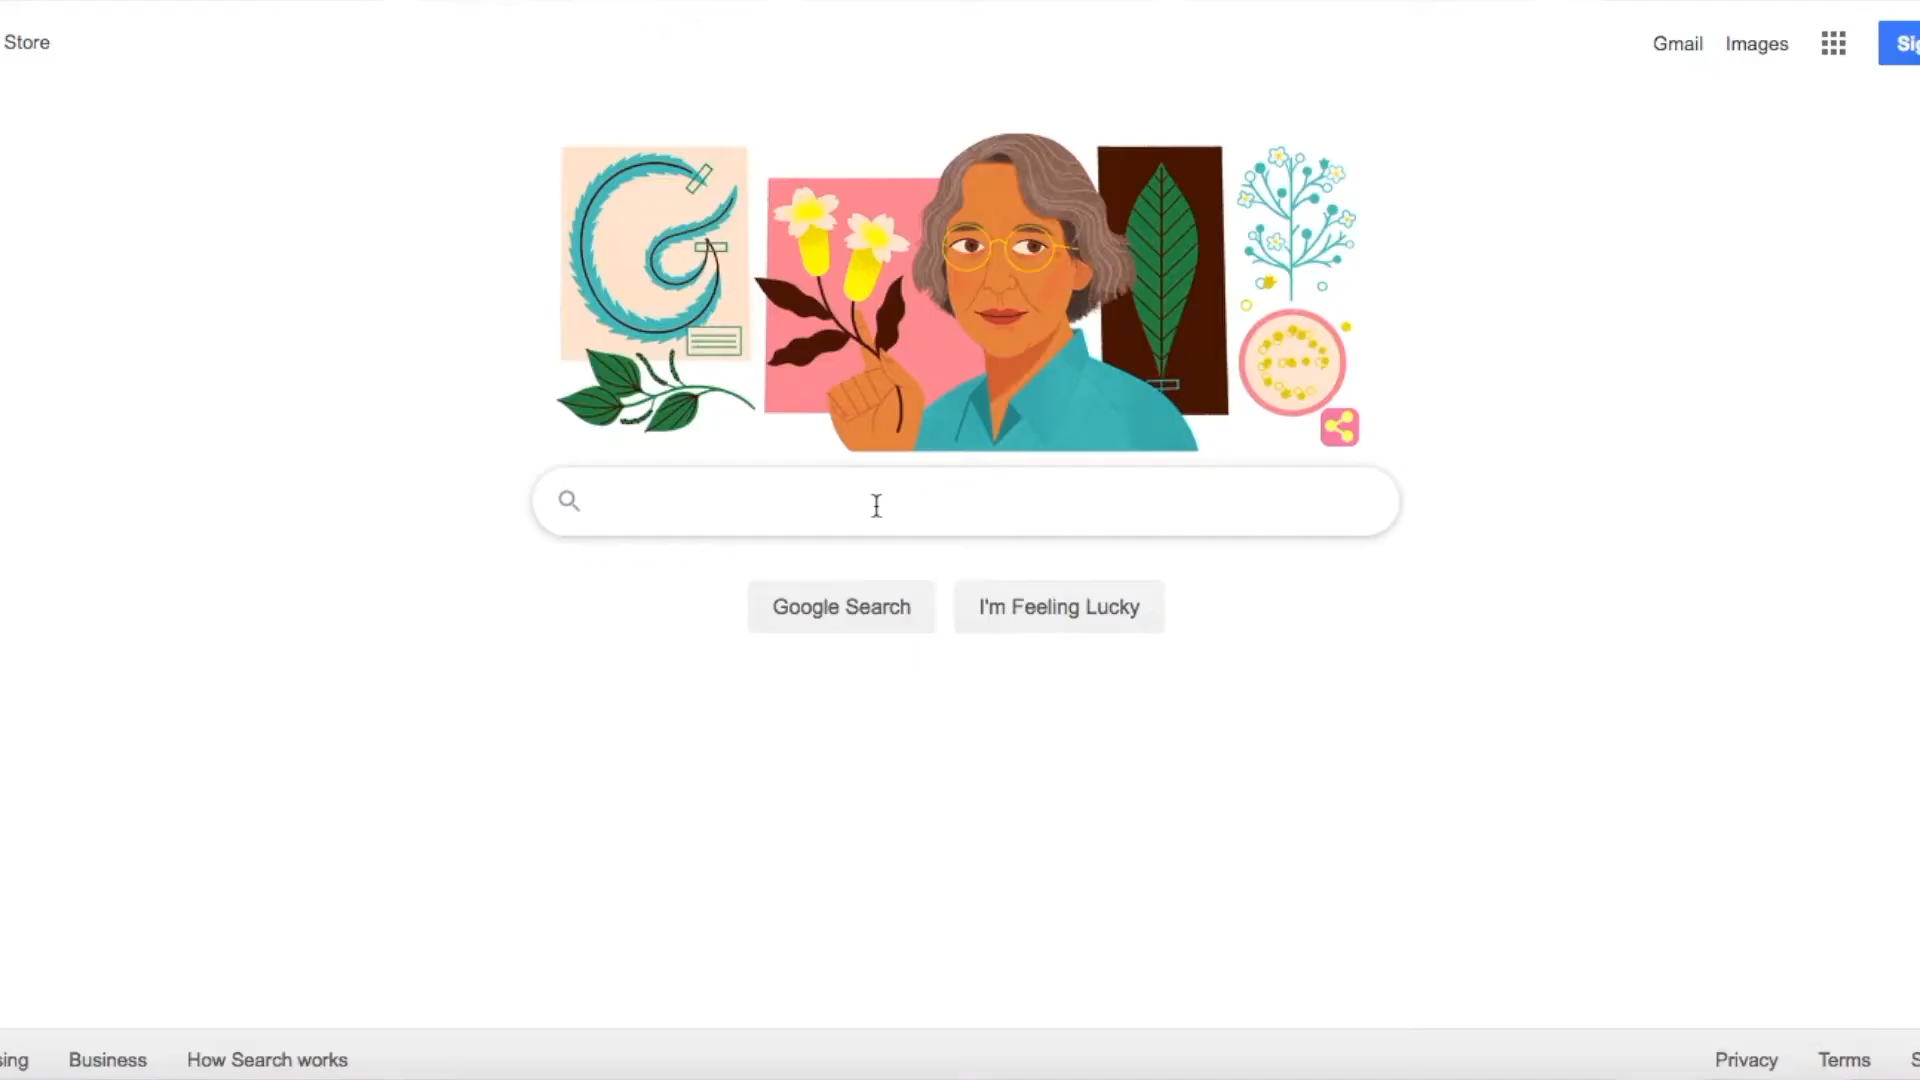 Store
Gmail Images
Google Search I'm Feeling Lucky
Business How Search works
Privacy Terms